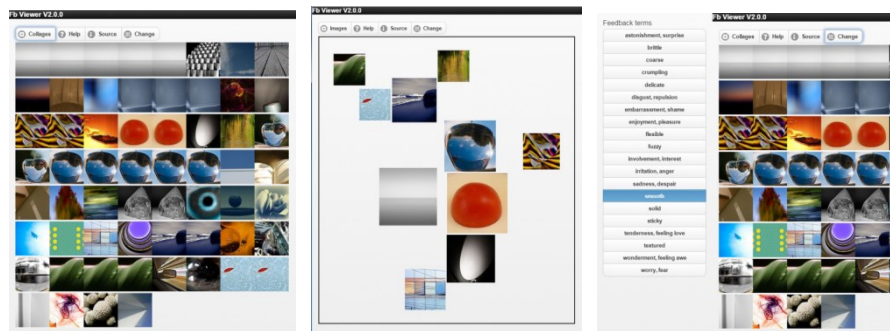 Fb Viewer V2.0.0
Collages Help Source Change
Fb Viewer V2.0.0
Images Help Source Change
Feedback terms
astonishment, surprise
brittle
coarse
crumpling
delicate
disgust, repulsion
embarrassment, shame
enjoyment, pleasure
flexible
fuzzy
involvement, interest
irritation, anger
sadness, despair
smooth
solid
sticky
tenderness, feeling love
textured
wonderment, feeling awe
worry, fear
Fb Viewer V2.0.0
Collages Help Source Change